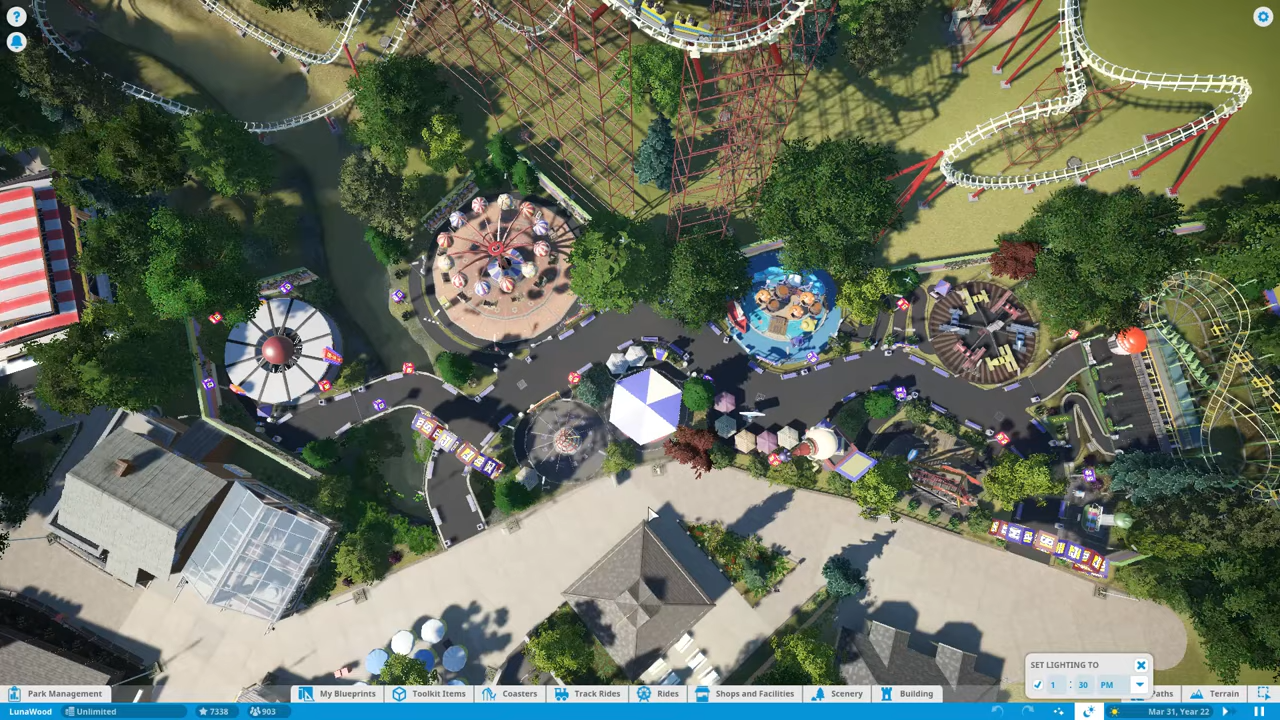 ?
SET LIGHTING TO
1 : 30 PM
Park Management
My Blueprints
Toolkit Items
Coasters
Track Rides
Rides
Shops and Facilities
Scenery
Building
Paths
Terrain
LunaWood
Unlimited
7338
903
Mar 31, Year 22